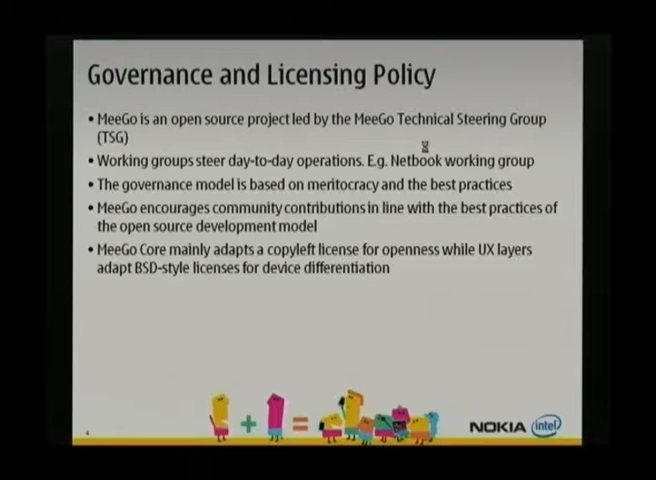 Governance and Licensing Policy
• MeeGo is an open source project led by the MeeGo Technical Steering Group
(TSG)
• Working groups steer day-to-day operations. E.g. Netbook working group
• The governance model is based on meritocracy and the best practices
• MeeGo encourages community contributions in line with the best practices of
the open source development model
• MeeGo Core mainly adapts a copyleft license for openness while UX layers
adapt BSD-style licenses for device differentiation
1 + 1 =
4
NOKIA intel